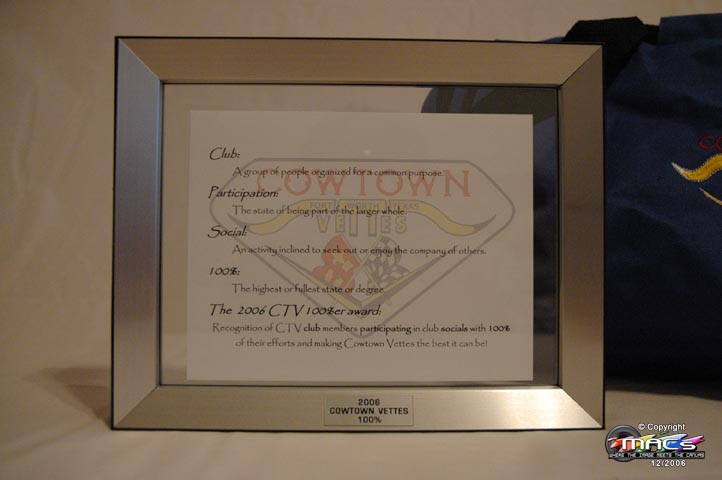 Club:
A group of people organized for a common purpose.
COWTOWN
Participation:
FORT WORTH TEXAS
The state of being part of the larger whole.
VETTES
Social:
An activity inclined to seek out or enjoy the company of others.
100%:
The highest or fullest state or degree.
The 2006 CTV 100%er award:
Recognition of CTV club members participating in club socials with 100%
of their efforts and making Cowtown Vettes the best it can be!
2006
COWTOWN VETTES
100%
© Copyright
MACS
WHERE THE IMAGE MEETS THE CANVAS
12/2006